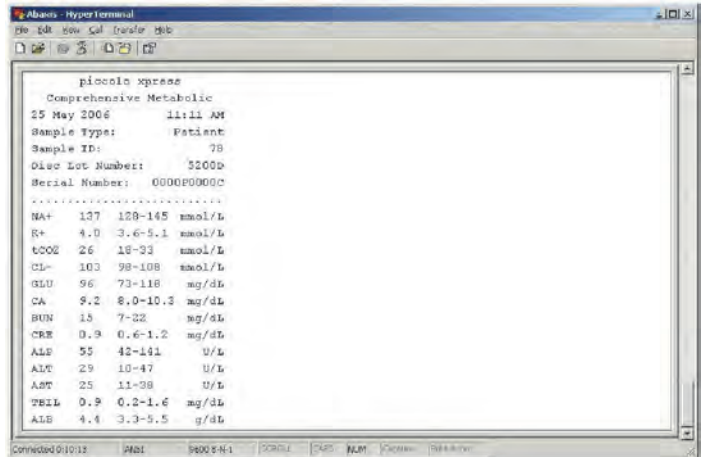 Abaxis - HyperTerminal
File Edit View Call Transfer Help
piccolo xpress
Comprehensive Metabolic
25 May 2006 11:11 AM
Sample Type: Patient
Sample ID: 78
Disc Lot Number: 5200D
Serial Number: 0000P0000C
..............................
NA+ 137 128-145 mmol/L
K+ 4.0 3.6-5.1 mmol/L
tCO2 26 18-33 mmol/L
CL- 103 98-108 mmol/L
GLU 96 73-118 mg/dL
CA 9.2 8.0-10.3 mg/dL
BUN 15 7-22 mg/dL
CRE 0.9 0.6-1.2 mg/dL
ALP 55 42-141 U/L
ALT 29 10-47 U/L
AST 25 11-38 U/L
TBIL 0.9 0.2-1.6 mg/dL
ALB 4.4 3.3-5.5 g/dL
Connected 0:10:13 ANSI 9600 8-N-1 SCROLL CAPS NUM Capture